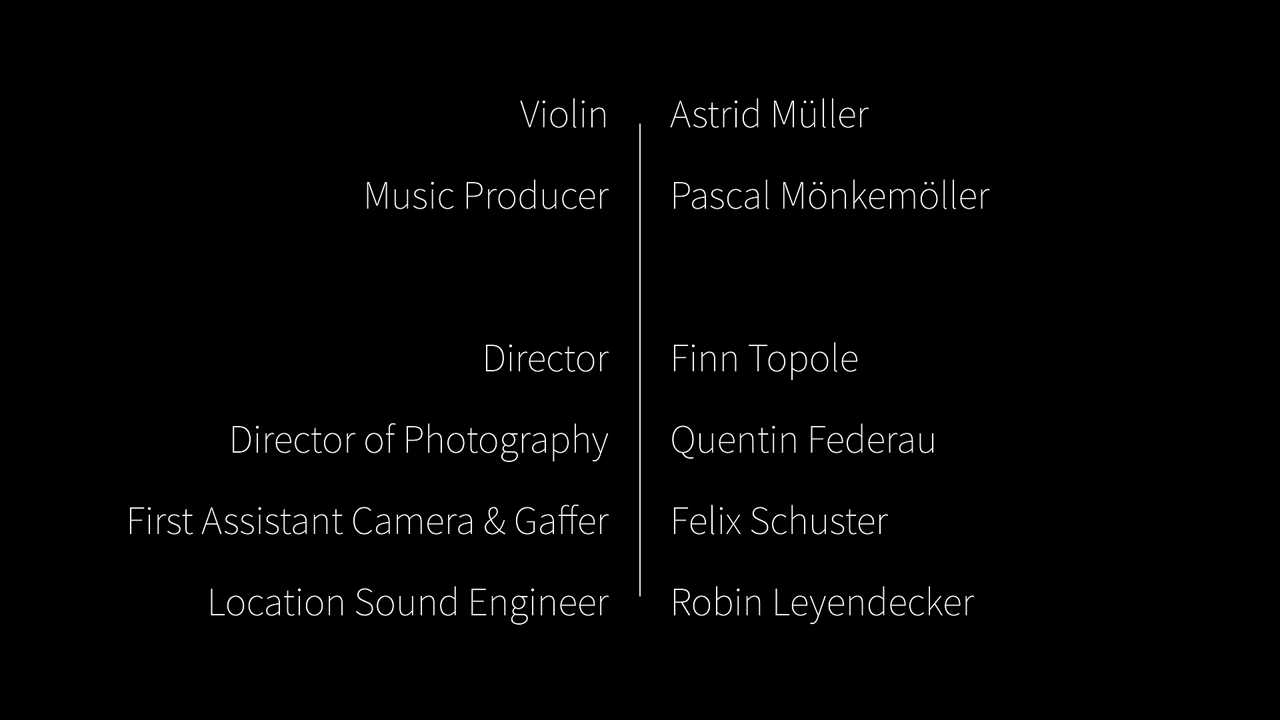 Violin Astrid Müller
Music Producer Pascal Mönkemöller
Director Finn Topole
Director of Photography Quentin Federau
First Assistant Camera & Gaffer Felix Schuster
Location Sound Engineer Robin Leyendecker